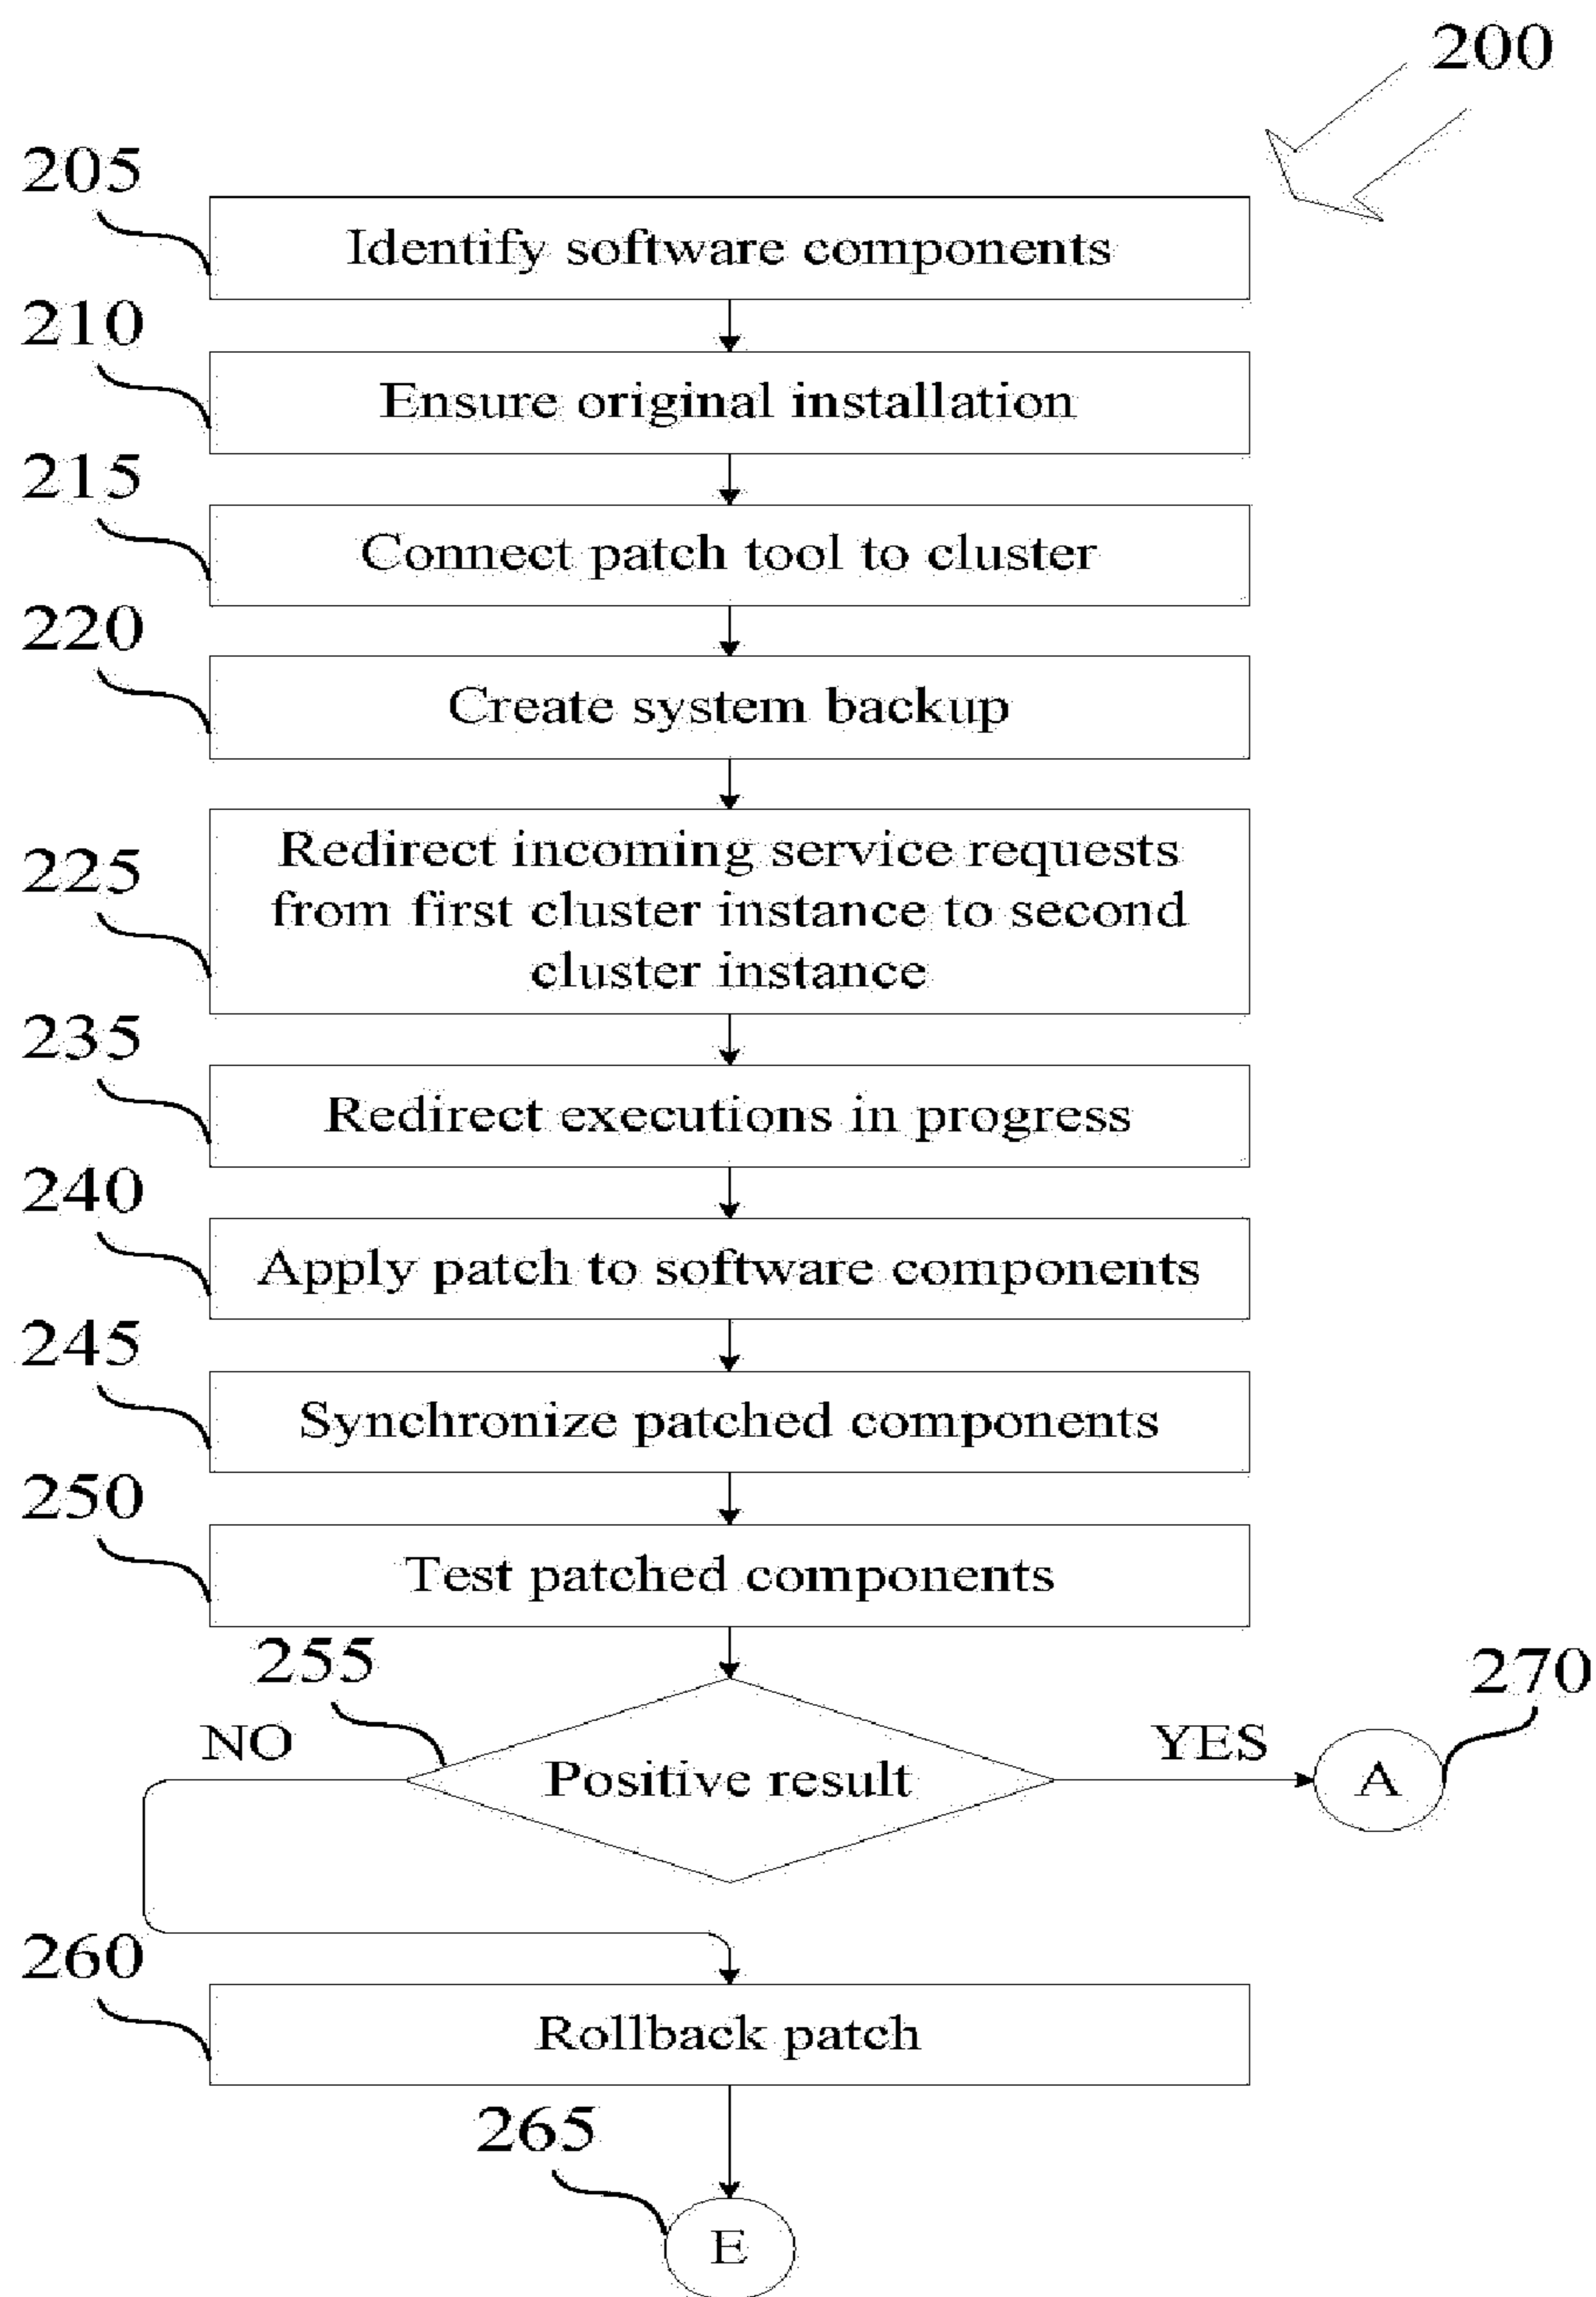 200
205
Identify software components
210
Ensure original installation
215
Connect patch tool to cluster
220
Create system backup
225
Redirect incoming service requests
from first cluster instance to second
cluster instance
235
Redirect executions in progress
240
Apply patch to software components
245
Synchronize patched components
250
Test patched components
255
270
NO
YES
Positive result
A
260
Rollback patch
265
E